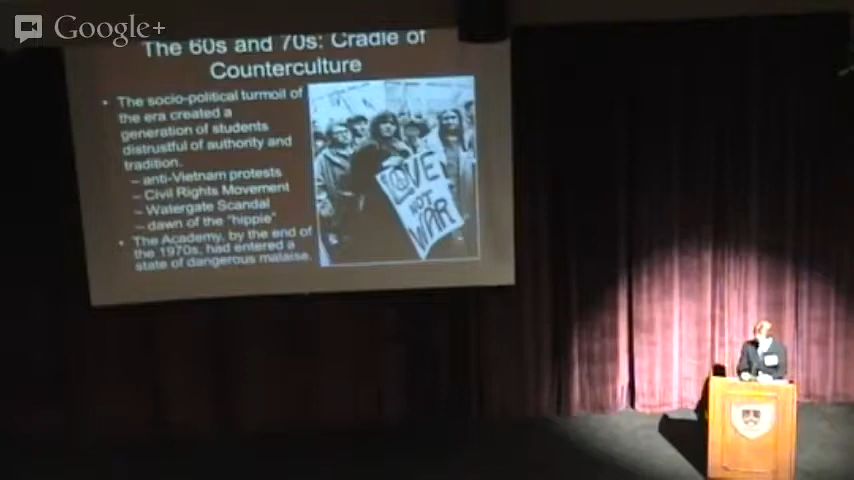 Google+
The 60s and 70s: Cradle of
Counterculture
• The socio-political turmoil of
the era created a
generation of students
distrustful of authority and
tradition.
– anti-Vietnam protests
– Civil Rights Movement
– Watergate Scandal
– dawn of the "hippie"
• The Academy, by the end of
the 1970s, had entered a
state of dangerous malaise.
LOVE
NOT
WAR